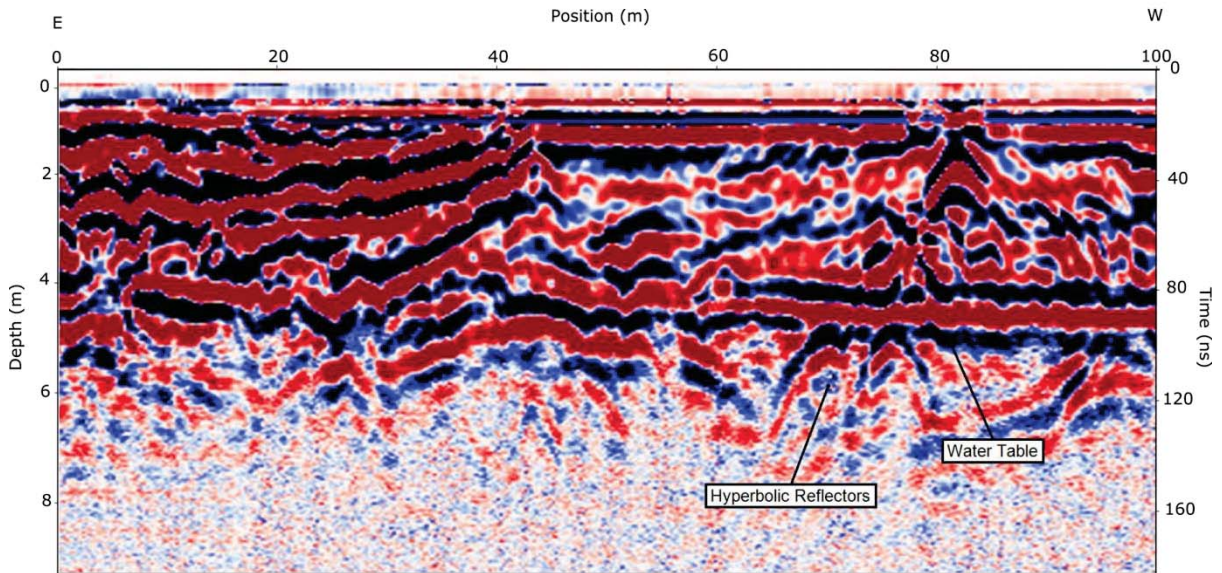 E
Position (m)
W
0 20 40 60 80 100 0
0
2
4
6
8
Depth (m)
40
80
120
160
Time (ns)
Water Table
Hyperbolic Reflectors